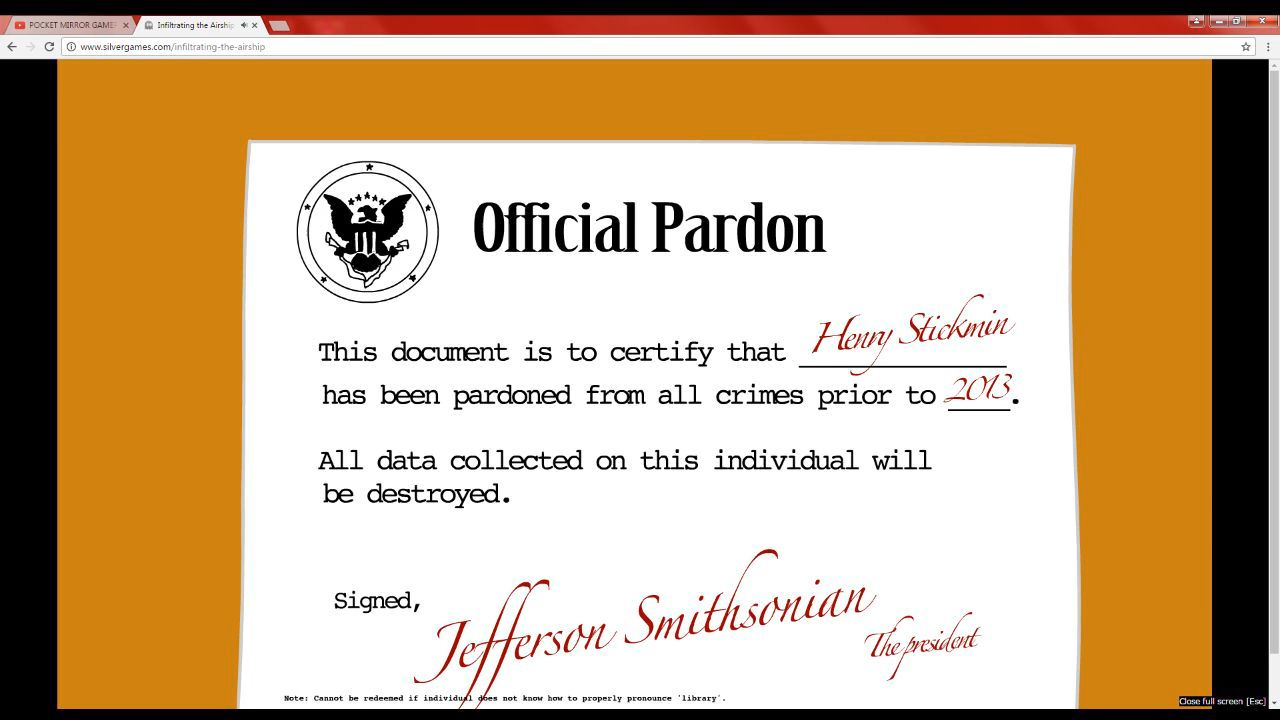 POCKET MIRROR GAME
Infiltrating the Airship
www.silvergames.com/infiltrating-the-airship
Official Pardon
This document is to certify that Henry Stickmin
has been pardoned from all crimes prior to 2013.
All data collected on this individual will
be destroyed.
Signed, Jefferson Smithsonian
The president
Note: Cannot be redeemed if individual does not know how to properly pronounce 'library'.
Close full screen [Esc]